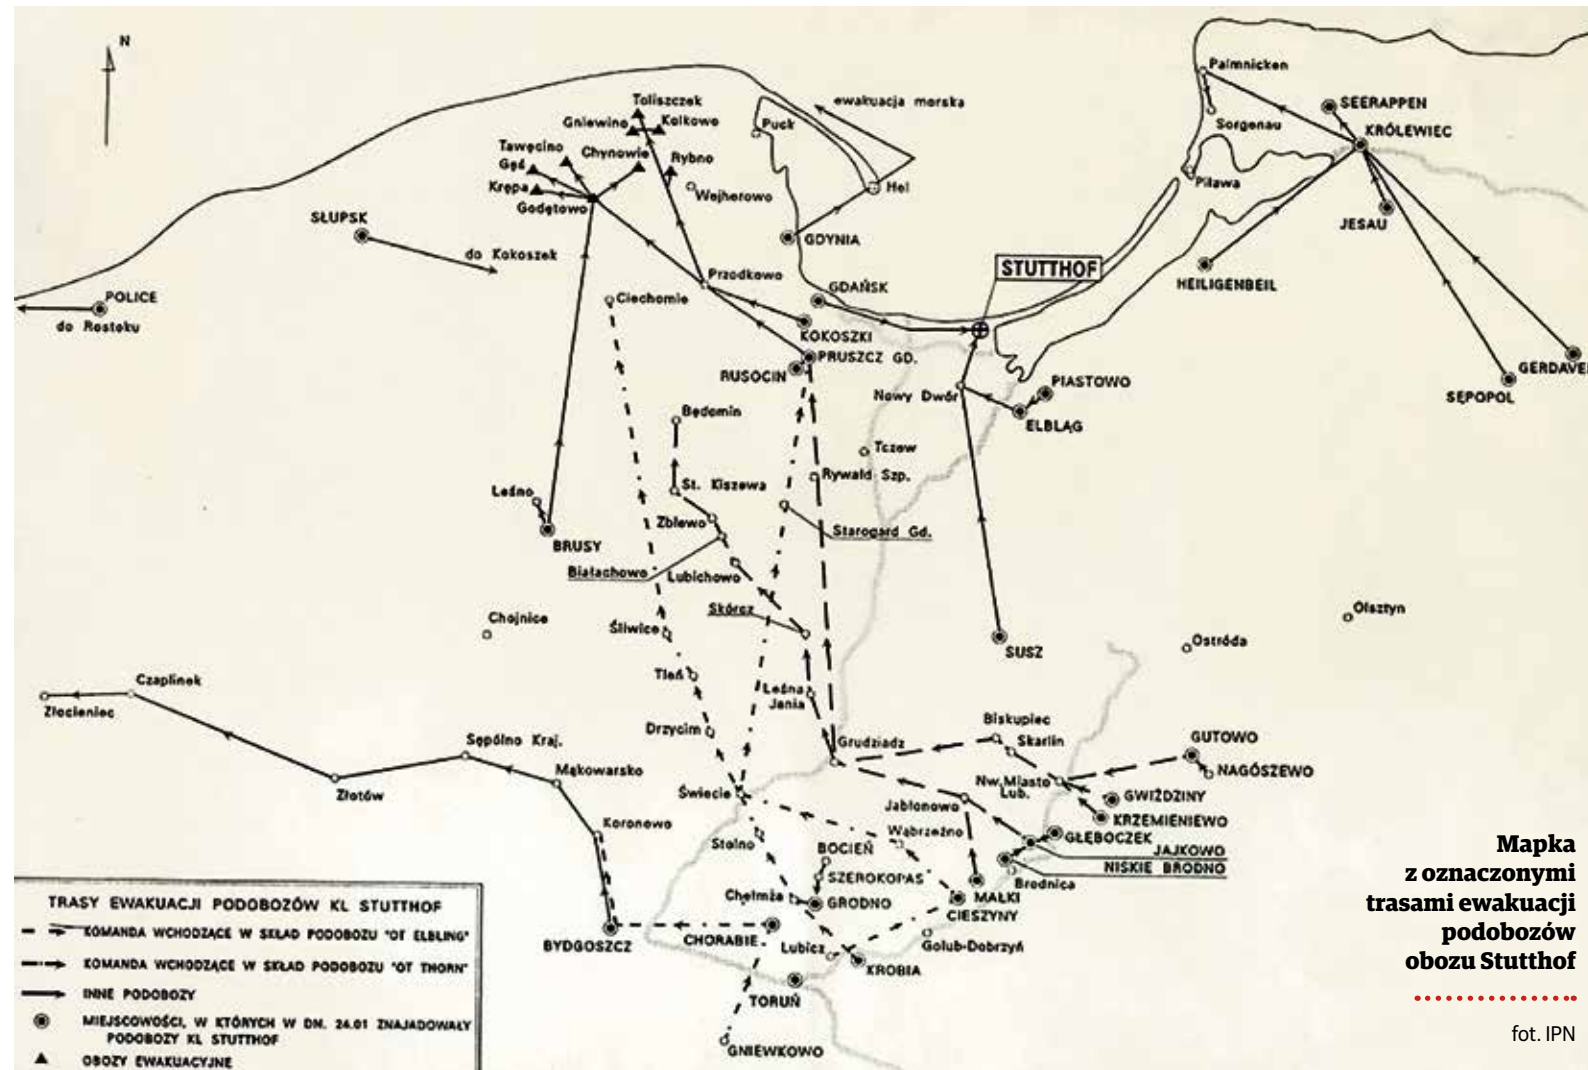 N
Toliszczek
Gniewino
Kolkowo
ewakuacja morska
Puck
Palmnicken
SEERAPPEN
Sorgenau
KRÓLEWIEC
Tawęcino
Chynowie
Rybno
Gęś
Krępa
Wejherowo
Hel
Piława
Godętowo
SŁUPSK
do Kokoszek
GDYNIA
JESAU
STUTTHOF
HEILIGENBEIL
Przodkowo
Ciechomie
GDAŃSK
POLICE
do Rostoku
KOKOSZKI
PRUSZCZ GD.
RUSOCIN
Nowy Dwór
PIASTOWO
ELBLĄG
GERDAVE
SĘPOPOL
Będomin
Tczew
Rywałd Szp.
Leśno
St. Kiszewa
Zblewo
Starogard Gd.
BRUSY
Białachowo
Lubichowo
Skórcz
Chojnice
Śliwice
Olsztyn
Ostróda
SUSZ
Tleń
Leśna
Jania
Czaplinek
Złocieniec
Drzycim
Biskupiec
Skarlin
Grudziadz
GUTOWO
NAGÓSZEWO
Sępólno Kraj.
Mąkowarsko
Złotów
Świecie
Nw. Miasto
Lub.
GWIŹDZINY
Jabłonowo
KRZEMIENIEWO
Koronowo
Stolno
Wąbrzeźno
GŁĘBOCZEK
JAJKOWO
NISKIE BRODNO
BOCIEŃ
SZEROKOPAS
Brodnica
Chełmża
GRODNO
MAŁKI
CIESZYNY
BYDGOSZCZ
CHORABIE
Lubicz
Golub-Dobrzyń
KROBIA
TORUŃ
GNIEWKOWO
TRASY EWAKUACJI PODOBOZÓW KL STUTTHOF
KOMANDA WCHODZĄCE W SKŁAD PODOBOZU "OT ELBLING"
KOMANDA WCHODZĄCE W SKŁAD PODOBOZU "OT THORN"
INNE PODOBOZY
MIEJSCOWOŚCI, W KTÓRYCH W DN. 24.01 ZNAJADOWAŁY
PODOBOZY KL STUTTHOF
OBOZY EWAKUACYJNE
Mapka
z oznaczonymi
trasami ewakuacji
podobozów
obozu Stutthof
fot. IPN